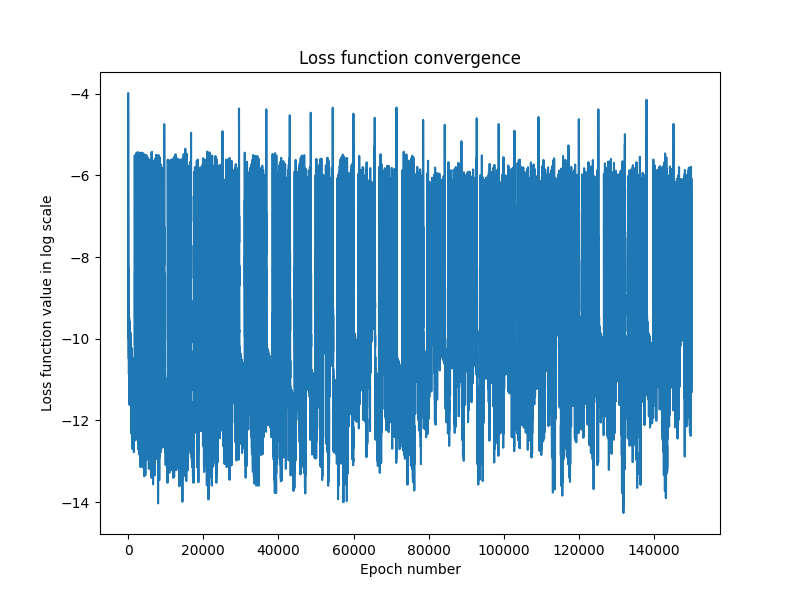 Loss function convergence
Loss function value in log scale
−4
−6
−8
−10
−12
−14
0 20000 40000 60000 80000 100000 120000 140000
Epoch number